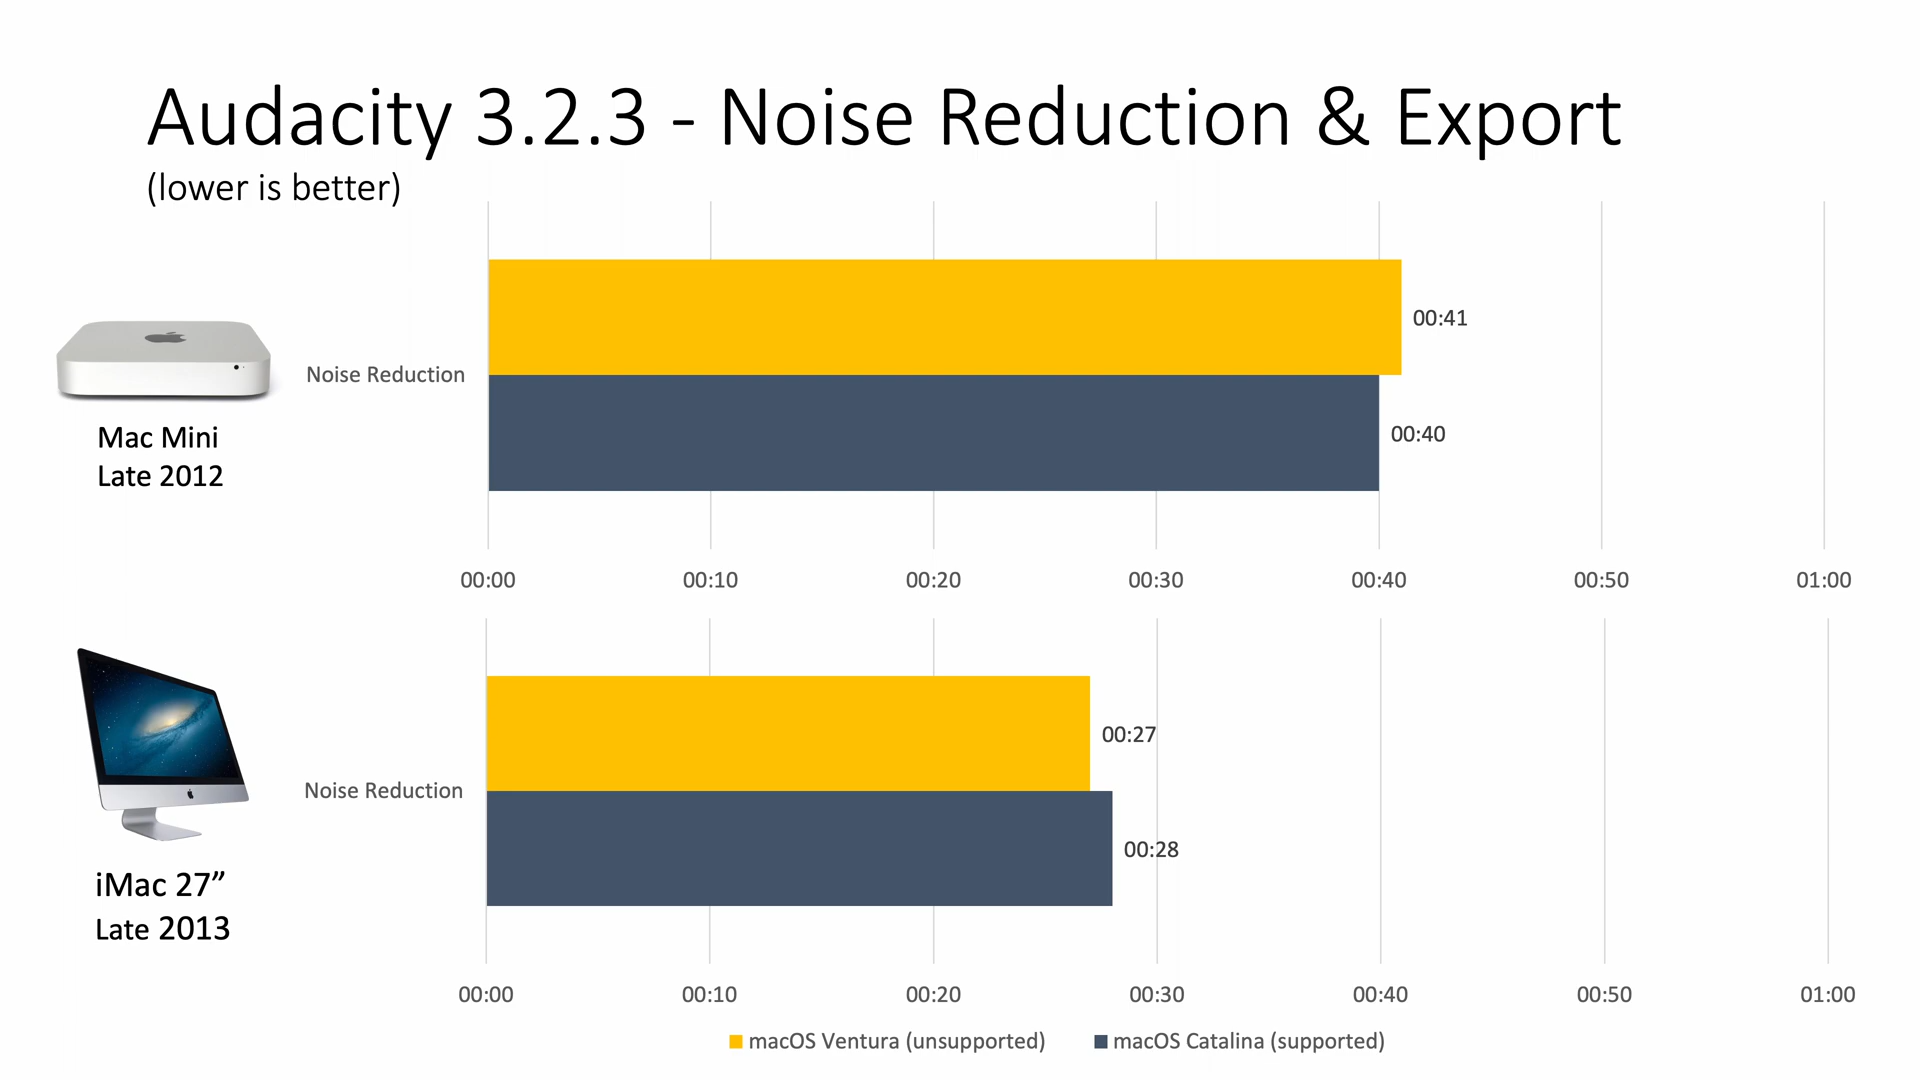 Audacity 3.2.3 - Noise Reduction & Export
(lower is better)
00:41
Noise Reduction
00:40
Mac Mini
Late 2012
00:00 00:10 00:20 00:30 00:40 00:50 01:00
00:27
Noise Reduction
00:28
iMac 27”
Late 2013
00:00 00:10 00:20 00:30 00:40 00:50 01:00
macOS Ventura (unsupported) macOS Catalina (supported)